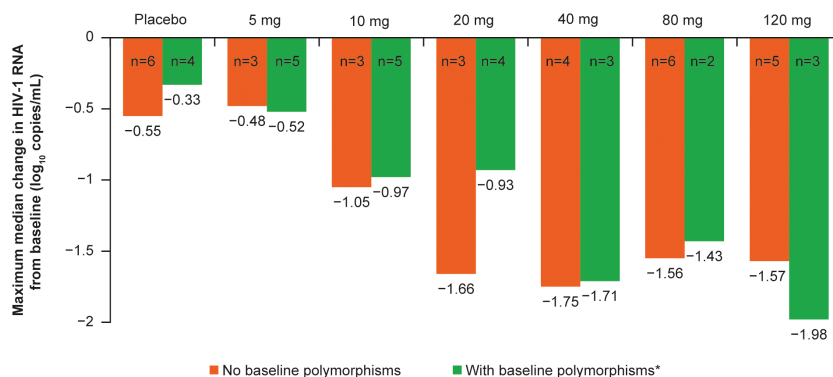 Placebo 5 mg 10 mg 20 mg 40 mg 80 mg 120 mg
0
−0.5
−1
−1.5
−2
Maximum median change in HIV-1 RNA
from baseline (log10 copies/mL)
n=6 n=4 n=3 n=5 n=3 n=5 n=3 n=4 n=4 n=3 n=6 n=2 n=5 n=3
−0.55 −0.33 −0.48 −0.52 −1.05 −0.97 −1.66 −0.93 −1.75 −1.71 −1.56 −1.43 −1.57 −1.98
No baseline polymorphisms With baseline polymorphisms*